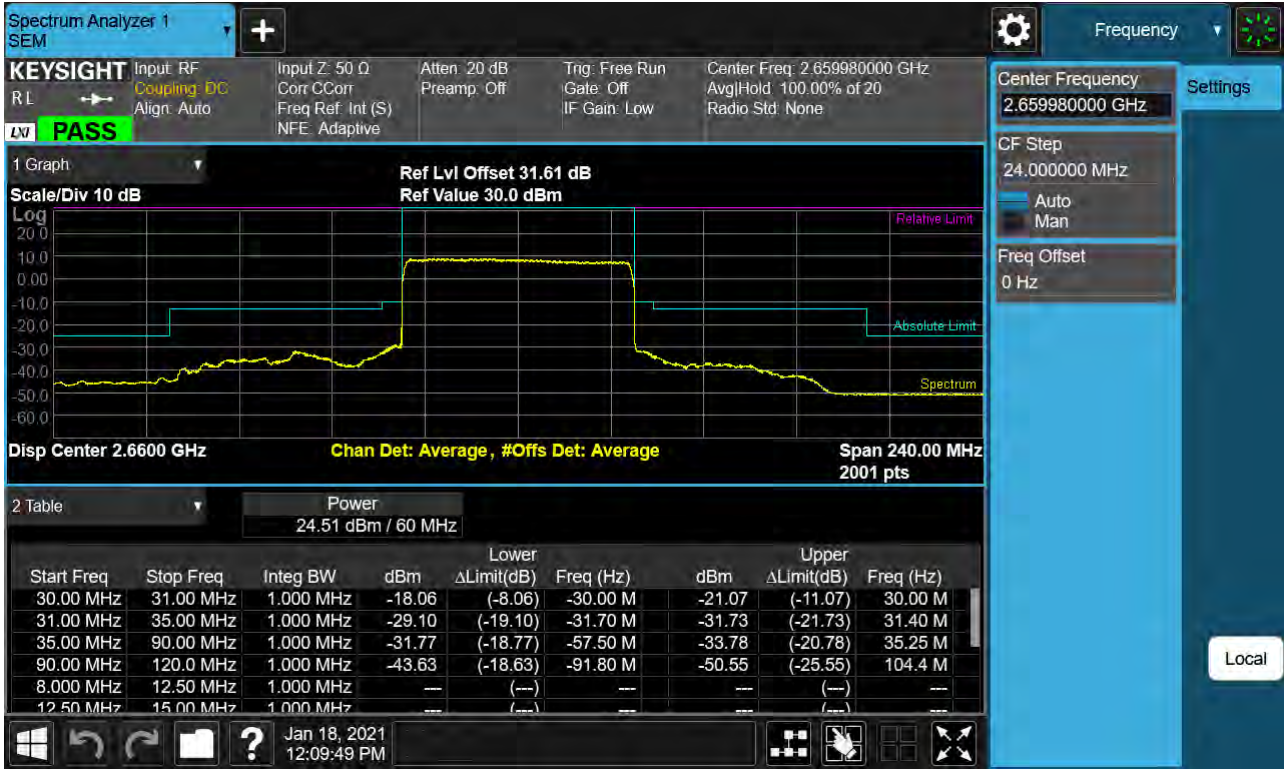 Spectrum Analyzer 1
SEM
Frequency
KEYSIGHT
Input: RF
Coupling: DC
Align: Auto
Input Z: 50 Ω
Corr CCorr
Freq Ref: Int (S)
NFE: Adaptive
Atten: 20 dB
Preamp: Off
Trig: Free Run
Gate: Off
IF Gain: Low
Center Freq: 2.659980000 GHz
Avg|Hold: 100.00% of 20
Radio Std: None
R L
LXI
PASS
Center Frequency
2.659980000 GHz
Settings
CF Step
24.000000 MHz
Auto
Man
Freq Offset
0 Hz
Local
1 Graph
Ref Lvl Offset 31.61 dB
Scale/Div 10 dB
Ref Value 30.0 dBm
Log
20.0
10.0
0.00
-10.0
-20.0
-30.0
-40.0
-50.0
-60.0
Relative Limit
Absolute Limit
Spectrum
Disp Center 2.6600 GHz
Chan Det: Average, #Offs Det: Average
Span 240.00 MHz
2001 pts
2 Table
Power
24.51 dBm / 60 MHz
Lower Upper
Start Freq Stop Freq Integ BW dBm ΔLimit(dB) Freq (Hz) dBm ΔLimit(dB) Freq (Hz)
30.00 MHz 31.00 MHz 1.000 MHz -18.06 (-8.06) -30.00 M -21.07 (-11.07) 30.00 M
31.00 MHz 35.00 MHz 1.000 MHz -29.10 (-19.10) -31.70 M -31.73 (-21.73) 31.40 M
35.00 MHz 90.00 MHz 1.000 MHz -31.77 (-18.77) -57.50 M -33.78 (-20.78) 35.25 M
90.00 MHz 120.0 MHz 1.000 MHz -43.63 (-18.63) -91.80 M -50.55 (-25.55) 104.4 M
8.000 MHz 12.50 MHz 1.000 MHz --- (---) --- --- (---) ---
12.50 MHz 15.00 MHz 1.000 MHz --- (---) --- --- (---) ---
?
Jan 18, 2021
12:09:49 PM